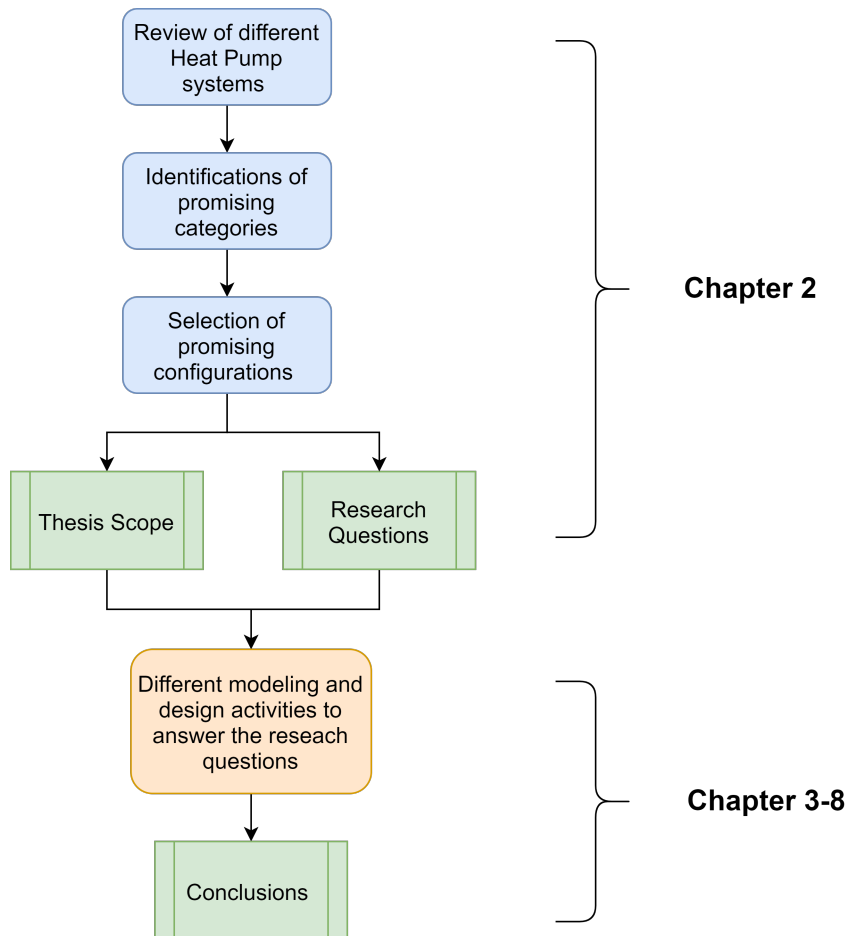 Review of different
Heat Pump
systems
Identifications of
promising
categories
Chapter 2
Selection of
promising
configurations
Thesis Scope
Research
Questions
Different modeling and
design activities to
answer the reseach
questions
Chapter 3-8
Conclusions